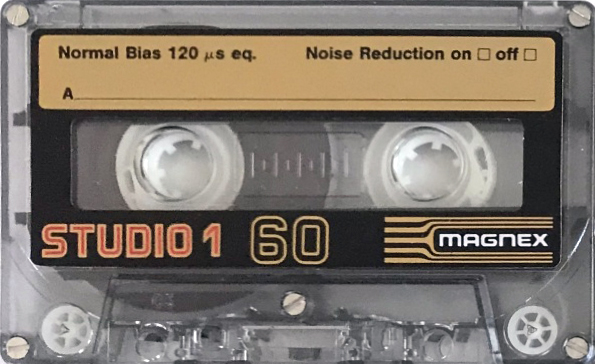 Normal Bias 120 µs eq. Noise Reduction on □ off □
A
STUDIO 1 60 MAGNEX